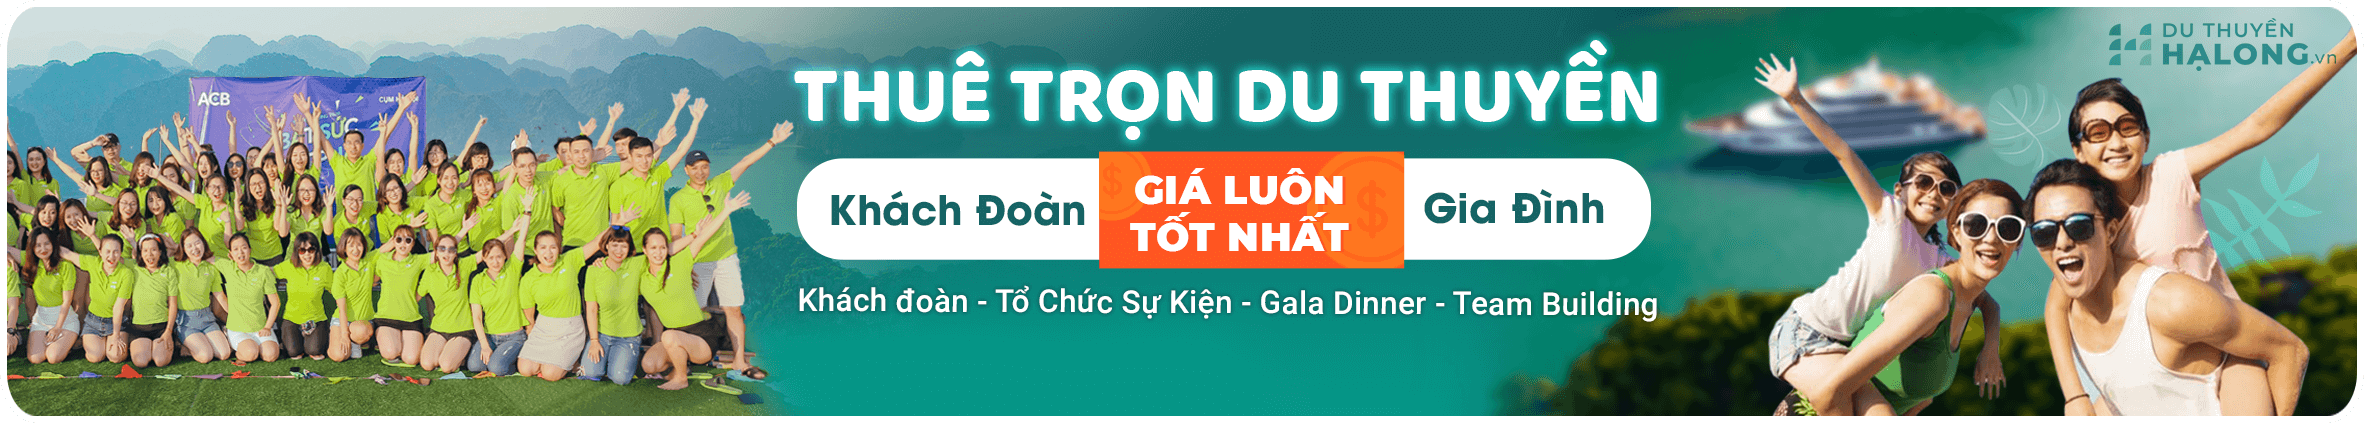 DU THUYỀN
HẠLONG.vn
ACB
THUÊ TRỌN DU THUYỀN
Khách Đoàn
GIÁ LUÔN
TỐT NHẤT
Gia Đình
Khách đoàn - Tổ Chức Sự Kiện - Gala Dinner - Team Building